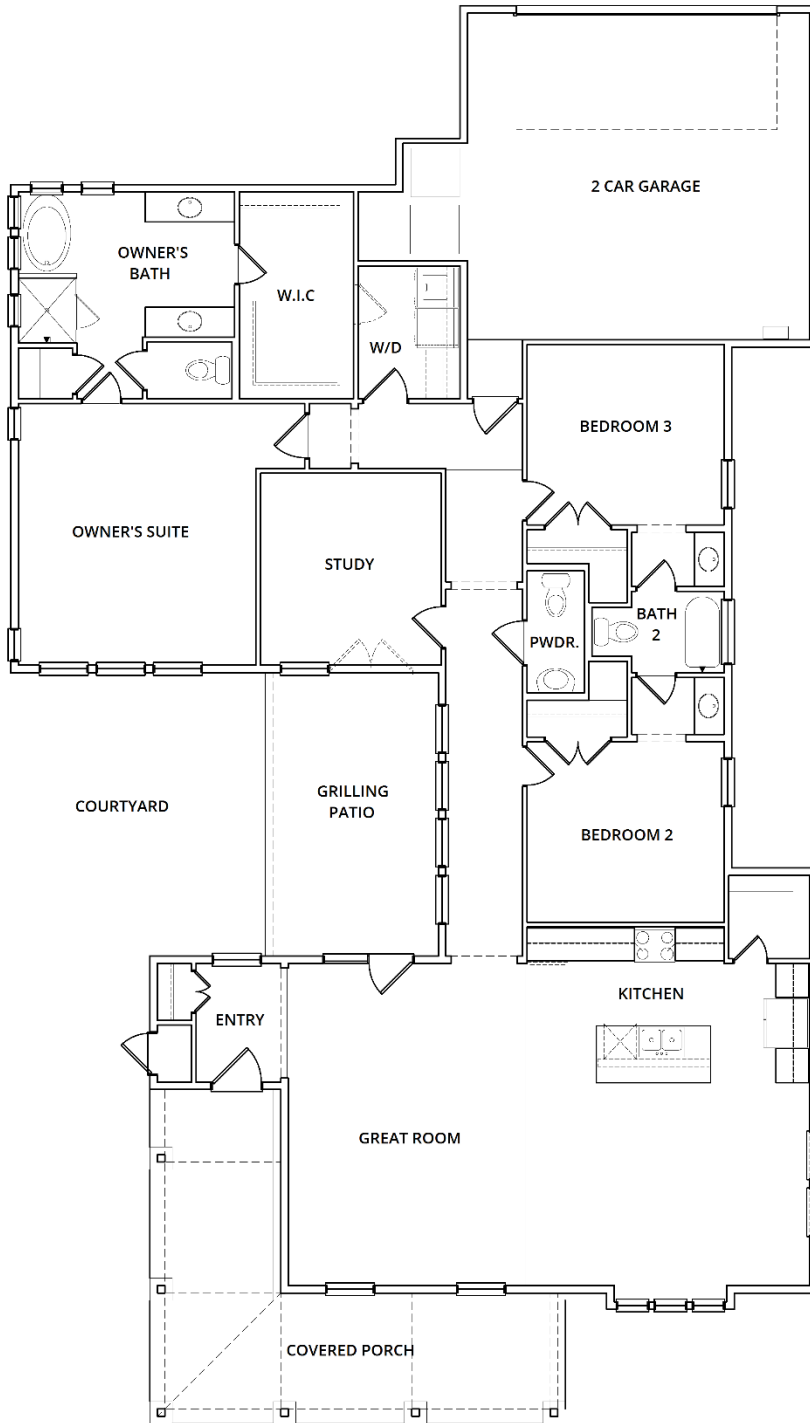 2 CAR GARAGE
OWNER'S
BATH
W.I.C
W/D
BEDROOM 3
OWNER'S SUITE
STUDY
BATH
2
PWDR.
COURTYARD
GRILLING
PATIO
BEDROOM 2
KITCHEN
ENTRY
GREAT ROOM
COVERED PORCH